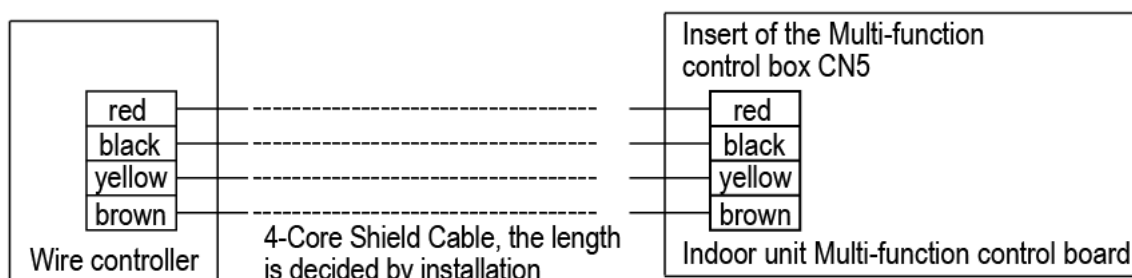 red
black
yellow
brown
Wire controller
4-Core Shield Cable, the length
is decided by installation
Insert of the Multi-function
control box CN5
red
black
yellow
brown
Indoor unit Multi-function control board